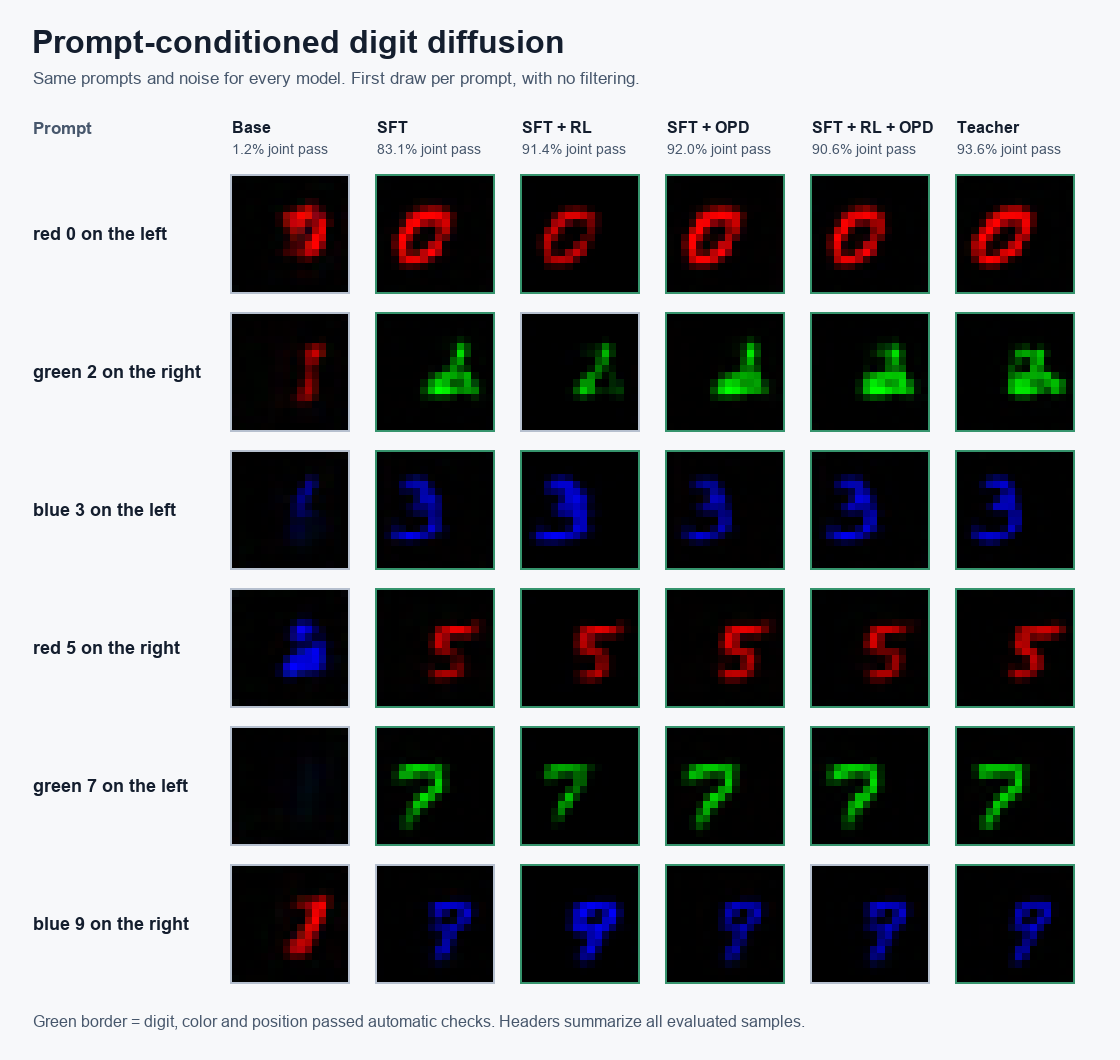 Prompt-conditioned digit diffusion
Same prompts and noise for every model. First draw per prompt, with no filtering.
Prompt Base SFT SFT + RL SFT + OPD SFT + RL + OPD Teacher
1.2% joint pass 83.1% joint pass 91.4% joint pass 92.0% joint pass 90.6% joint pass 93.6% joint pass
red 0 on the left
green 2 on the right
blue 3 on the left
red 5 on the right
green 7 on the left
blue 9 on the right
Green border = digit, color and position passed automatic checks. Headers summarize all evaluated samples.